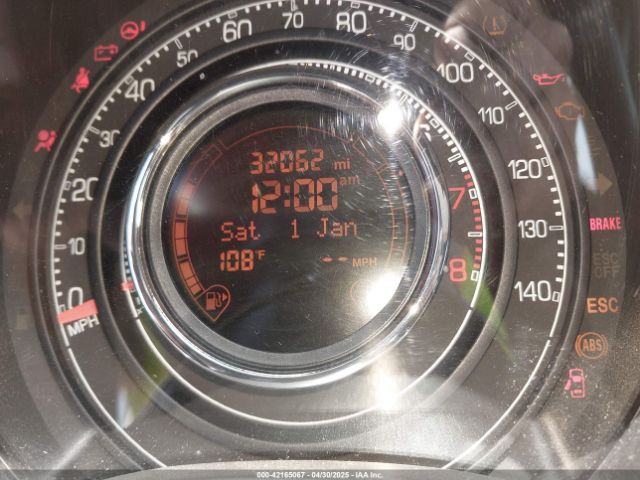 0
10
20
30
40
50
60
70
80
90
100
110
120
130
140
MPH
32062 mi
12:00 am
Sat 1 Jan
108°F -- MPH
7
8
BRAKE
ESC OFF
ESC
ABS
000-42165067 - 04/30/2025 - IAA Inc.